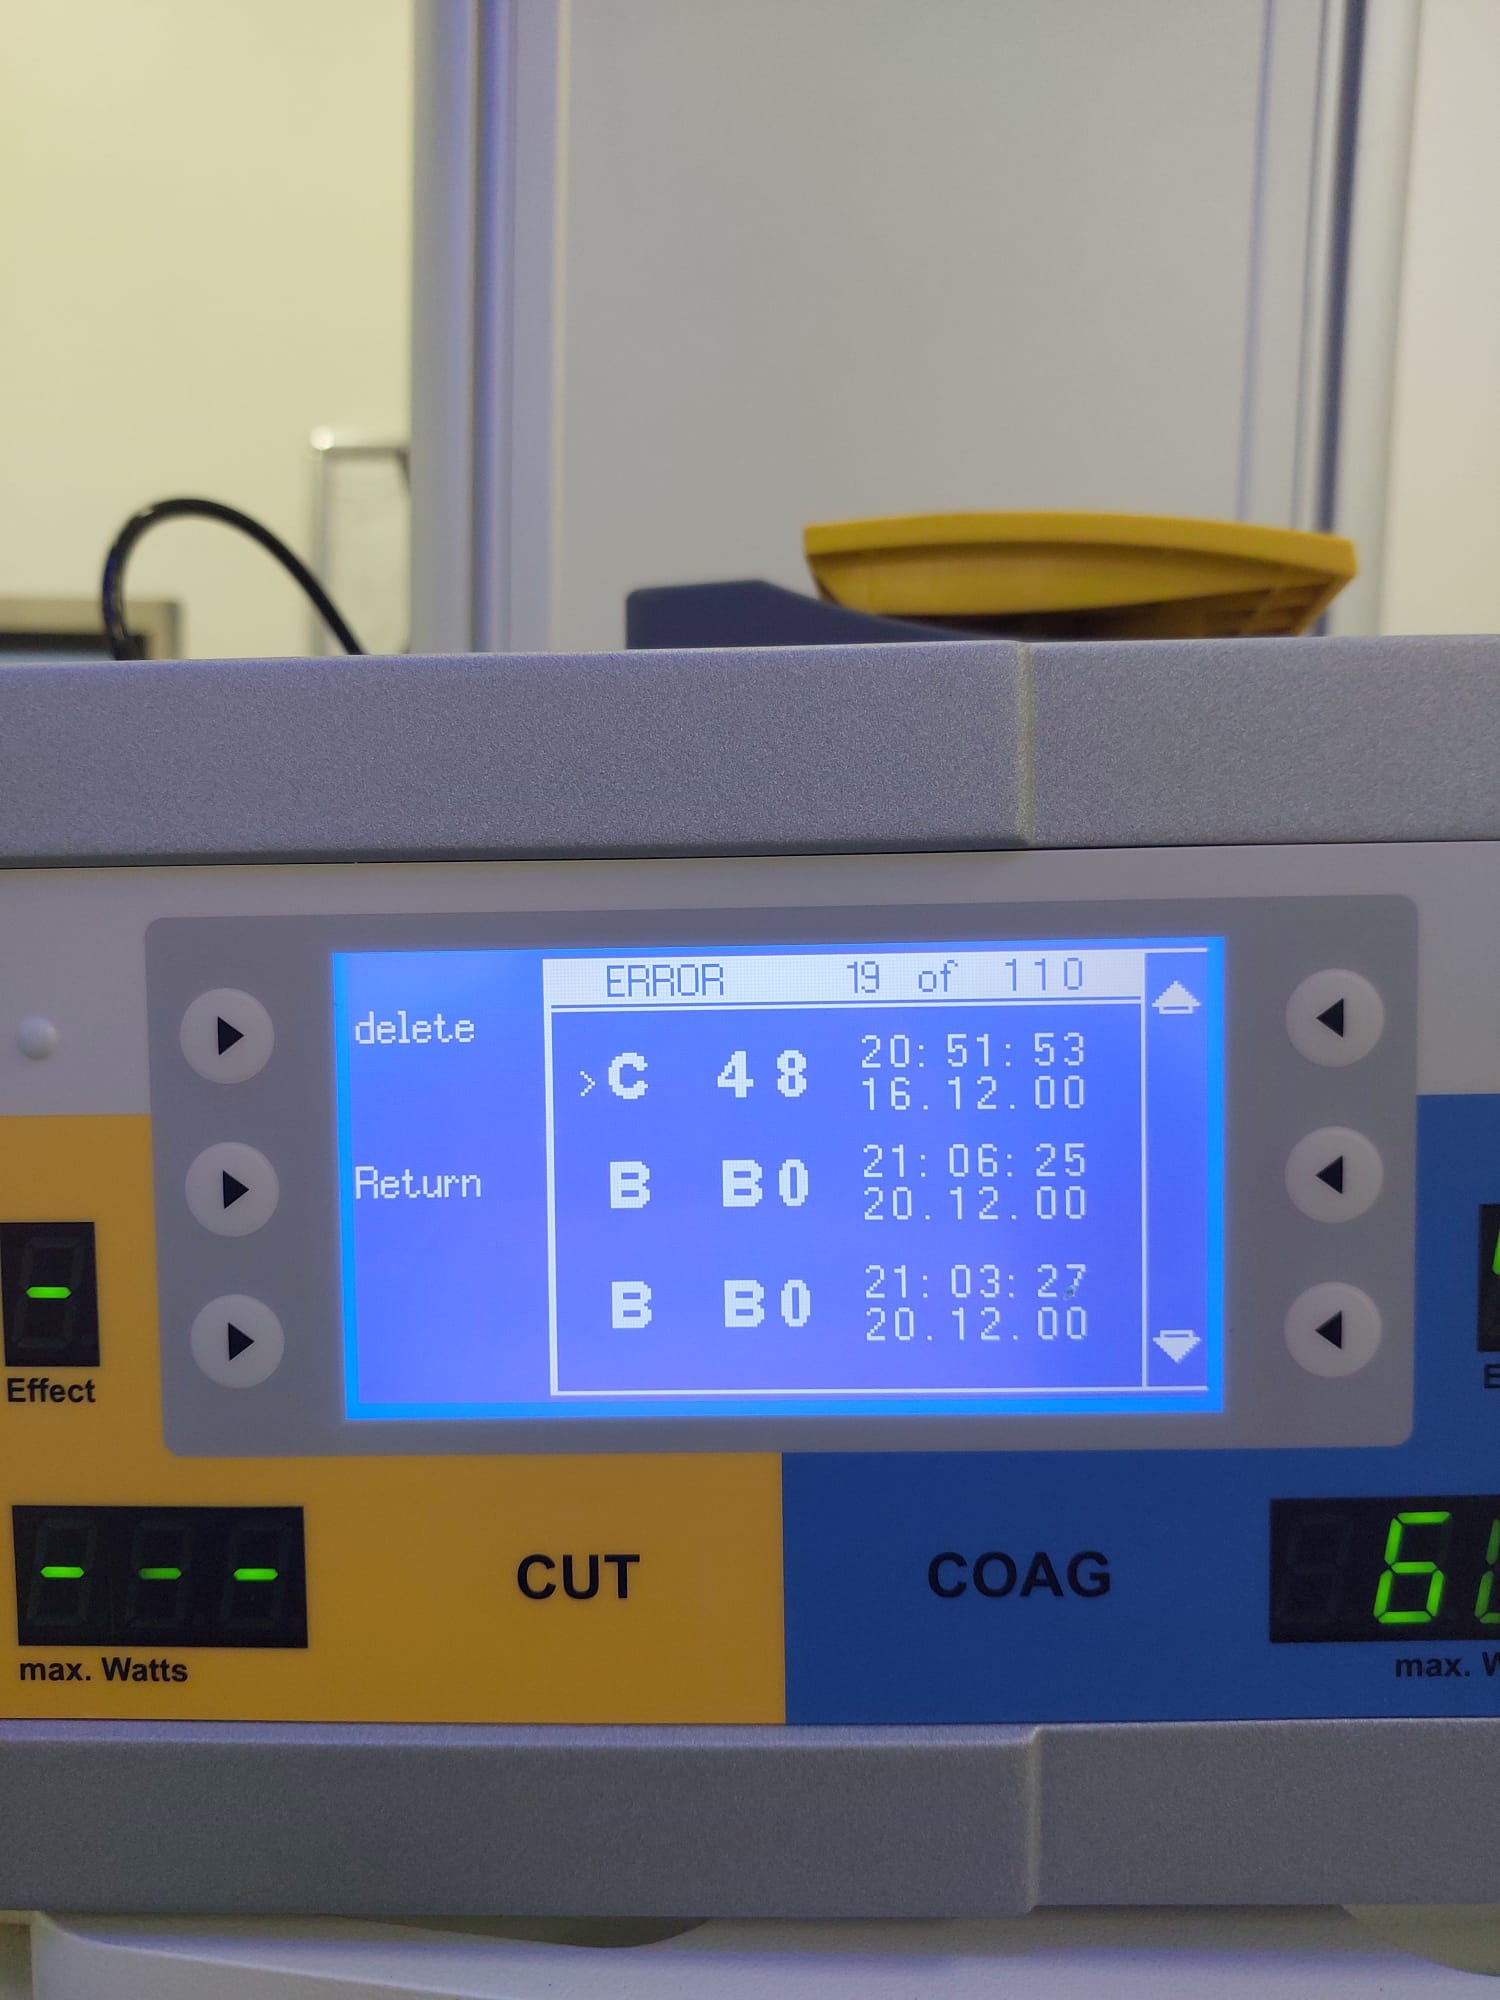 ERROR 19 of 110
delete
>C 48 20:51:53
16.12.00
B B0 21:06:25
20.12.00
Return
B B0 21:03:27
20.12.00
Effect
- - -
max. Watts
CUT
COAG
6
max.